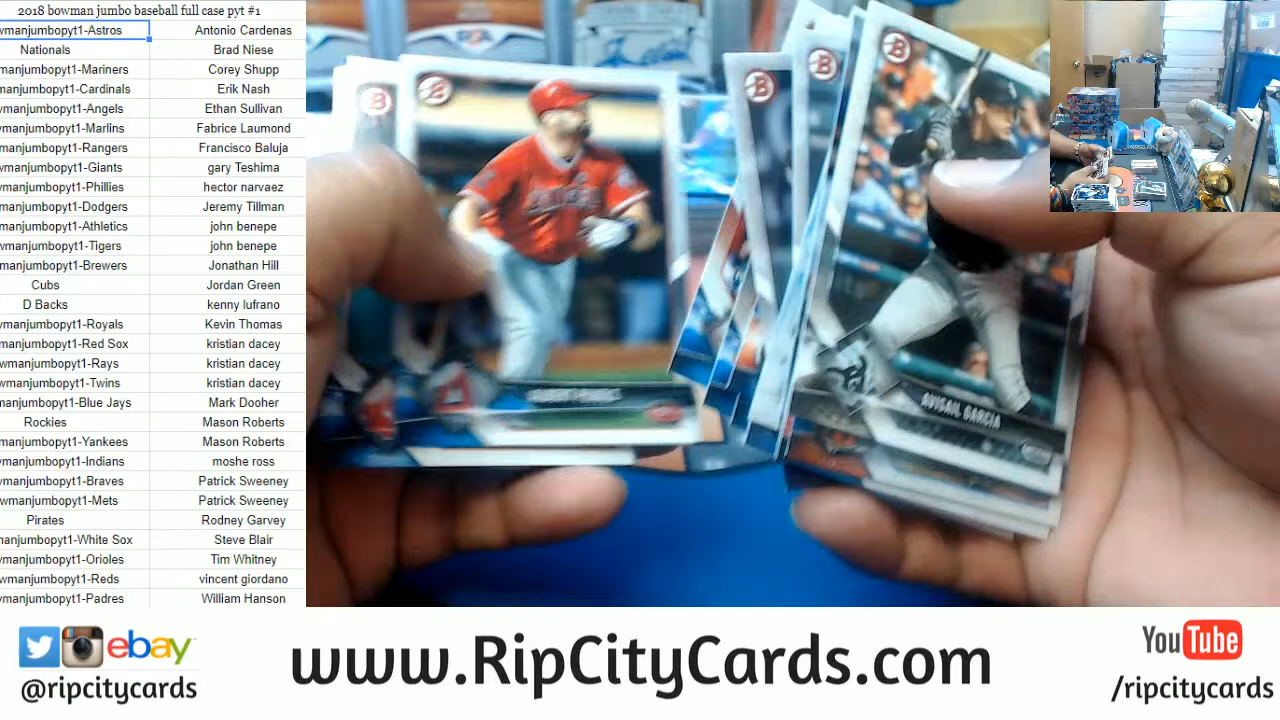 2018 bowman jumbo baseball full case pyt #1
wmanjumbopyt1-Astros Antonio Cardenas
Nationals Brad Niese
manjumbopyt1-Mariners Corey Shupp
manjumbopyt1-Cardinals Erik Nash
wmanjumbopyt1-Angels Ethan Sullivan
wmanjumbopyt1-Marlins Fabrice Laumond
manjumbopyt1-Rangers Francisco Baluja
wmanjumbopyt1-Giants gary Teshima
manjumbopyt1-Phillies hector narvaez
manjumbopyt1-Dodgers Jeremy Tillman
manjumbopyt1-Athletics john benepe
wmanjumbopyt1-Tigers john benepe
manjumbopyt1-Brewers Jonathan Hill
Cubs Jordan Green
D Backs kenny lufrano
wmanjumbopyt1-Royals Kevin Thomas
manjumbopyt1-Red Sox kristian dacey
wmanjumbopyt1-Rays kristian dacey
wmanjumbopyt1-Twins kristian dacey
manjumbopyt1-Blue Jays Mark Dooher
Rockies Mason Roberts
manjumbopyt1-Yankees Mason Roberts
manjumbopyt1-Indians moshe ross
wmanjumbopyt1-Braves Patrick Sweeney
wmanjumbopyt1-Mets Patrick Sweeney
Pirates Rodney Garvey
anjumbopyt1-White Sox Steve Blair
wmanjumbopyt1-Orioles Tim Whitney
wmanjumbopyt1-Reds vincent giordano
wmanjumbopyt1-Padres William Hanson
AVISAIL GARCIA
ebay
@ripcitycards
www.RipCityCards.com
YouTube
/ripcitycards